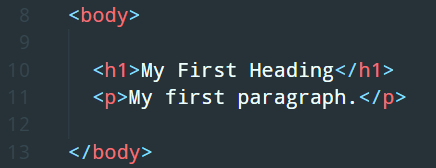 8 <body>
9
10 <h1>My First Heading</h1>
11 <p>My first paragraph.</p>
12
13 </body>